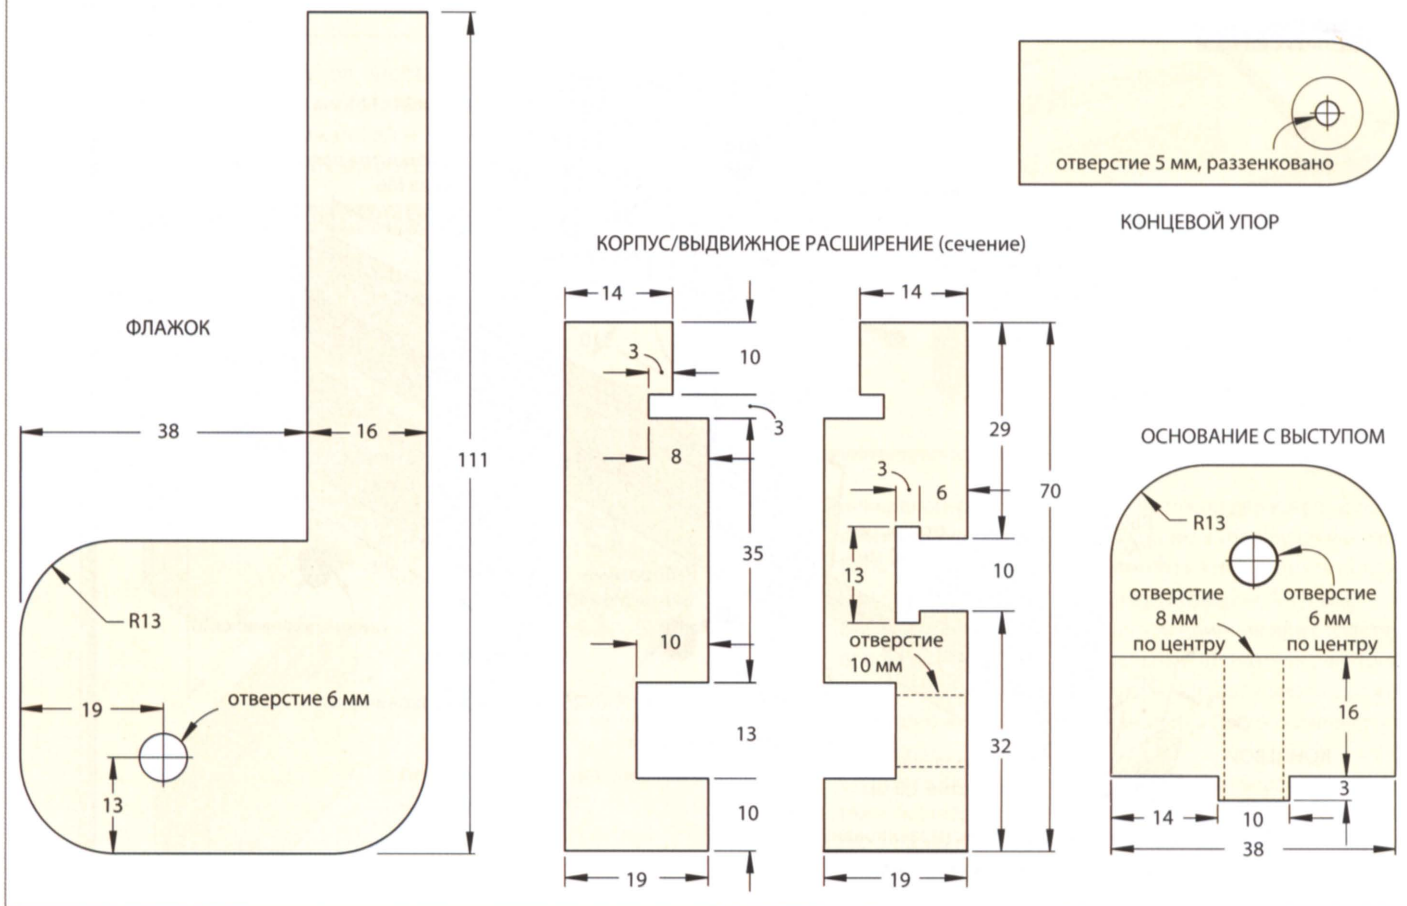 ФЛАЖОК
38
16
111
R13
19
отверстие 6 мм
13
КОРПУС/ВЫДВИЖНОЕ РАСШИРЕНИЕ (сечение)
14
3
10
3
8
35
10
13
10
19
14
29
70
3
6
13
10
отверстие
10 мм
32
19
отверстие 5 мм, раззенковано
КОНЦЕВОЙ УПОР
ОСНОВАНИЕ С ВЫСТУПОМ
R13
отверстие
8 мм
по центру
отверстие
6 мм
по центру
16
3
14
10
38